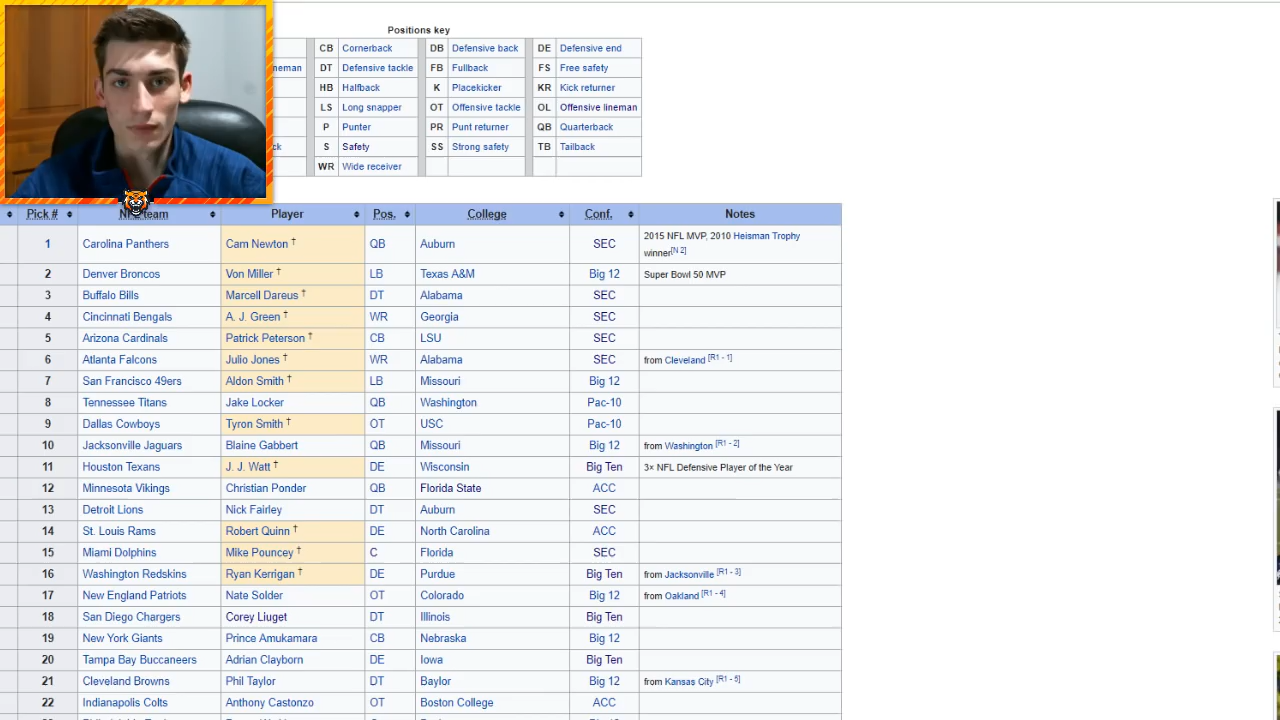 Positions key
CB Cornerback DB Defensive back DE Defensive end
neman DT Defensive tackle FB Fullback FS Free safety
HB Halfback K Placekicker KR Kick returner
LS Long snapper OT Offensive tackle OL Offensive lineman
P Punter PR Punt returner QB Quarterback
ck S Safety SS Strong safety TB Tailback
WR Wide receiver
Pick # team Player Pos. College Conf. Notes
1 Carolina Panthers Cam Newton † QB Auburn SEC 2015 NFL MVP, 2010 Heisman Trophy
winner[N 2]
2 Denver Broncos Von Miller † LB Texas A&M Big 12 Super Bowl 50 MVP
3 Buffalo Bills Marcell Dareus † DT Alabama SEC
4 Cincinnati Bengals A. J. Green † WR Georgia SEC
5 Arizona Cardinals Patrick Peterson † CB LSU SEC
6 Atlanta Falcons Julio Jones † WR Alabama SEC from Cleveland [R1 - 1]
7 San Francisco 49ers Aldon Smith † LB Missouri Big 12
8 Tennessee Titans Jake Locker QB Washington Pac-10
9 Dallas Cowboys Tyron Smith † OT USC Pac-10
10 Jacksonville Jaguars Blaine Gabbert QB Missouri Big 12 from Washington [R1 - 2]
11 Houston Texans J. J. Watt † DE Wisconsin Big Ten 3× NFL Defensive Player of the Year
12 Minnesota Vikings Christian Ponder QB Florida State ACC
13 Detroit Lions Nick Fairley DT Auburn SEC
14 St. Louis Rams Robert Quinn † DE North Carolina ACC
15 Miami Dolphins Mike Pouncey † C Florida SEC
16 Washington Redskins Ryan Kerrigan † DE Purdue Big Ten from Jacksonville [R1 - 3]
17 New England Patriots Nate Solder OT Colorado Big 12 from Oakland [R1 - 4]
18 San Diego Chargers Corey Liuget DT Illinois Big Ten
19 New York Giants Prince Amukamara CB Nebraska Big 12
20 Tampa Bay Buccaneers Adrian Clayborn DE Iowa Big Ten
21 Cleveland Browns Phil Taylor DT Baylor Big 12 from Kansas City [R1 - 5]
22 Indianapolis Colts Anthony Castonzo OT Boston College ACC